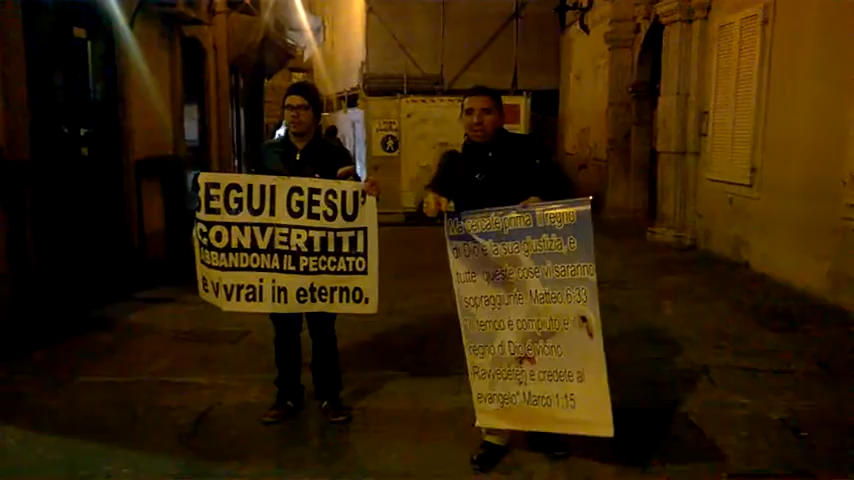 SEGUI GESU'
CONVERTITI
ABBANDONA IL PECCATO
e vivrai in eterno.
Ma cercate prima il regno
di Dio e la sua giustizia, e
tutte queste cose vi saranno
sopraggiunte. Matteo 6:33
tempo è compiuto e il
regno di Dio è vicino
Ravvedetevi e credete al
evangelo" Marco 1:15